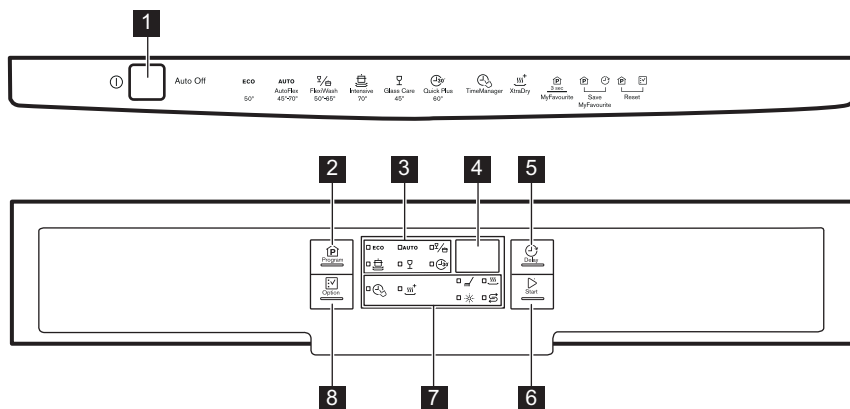 1
Auto Off
ECO AUTO
AutoFlex FlexiWash Intensive Glass Care Quick Plus TimeManager XtraDry MyFavourite Save Reset
50° 45°-70° 50°-65° 70° 45° 60° 3 sec MyFavourite
P P P
30'
2 3 4 5
P Program
ECO AUTO
30'
Delay
Option
Start
8 7 6